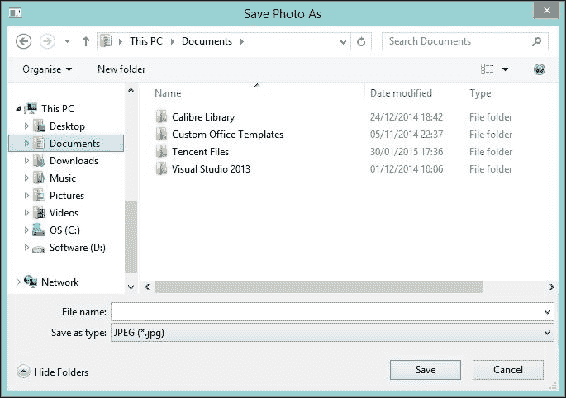 Save Photo As
This PC Documents
Search Documents
Organise New folder
This PC
Desktop
Documents
Downloads
Music
Pictures
Videos
OS (C:)
Software (D:)
Network
Name Date modified Type
Calibre Library 24/12/2014 18:42 File folder
Custom Office Templates 05/11/2014 22:37 File folder
Tencent Files 30/01/2015 17:36 File folder
Visual Studio 2013 01/12/2014 10:06 File folder
File name:
Save as type: JPEG (*.jpg)
Hide Folders Save Cancel